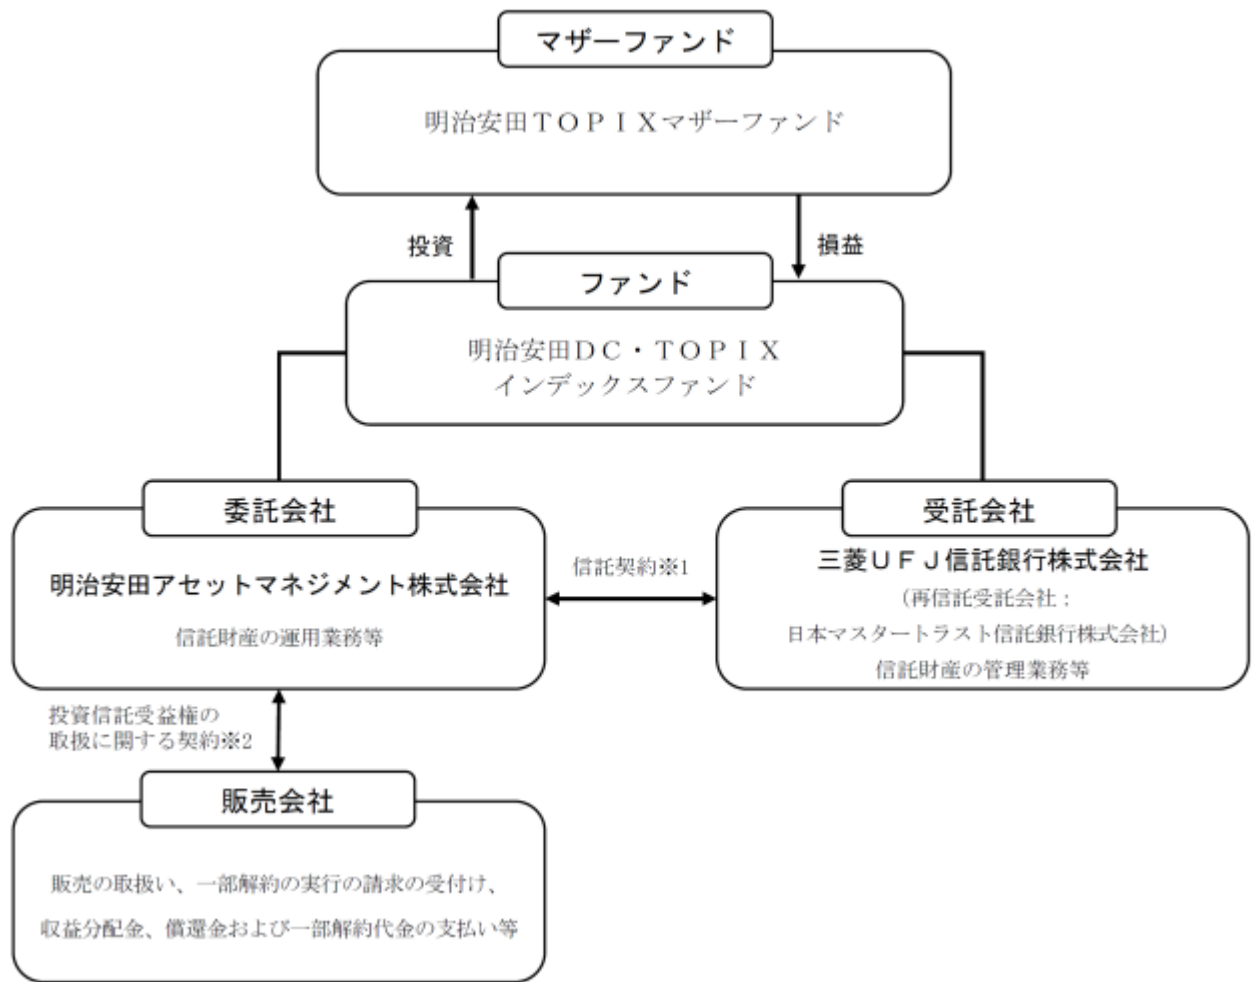 マザーファンド
明治安田ＴＯＰＩＸマザーファンド
投資
損益
ファンド
明治安田ＤＣ・ＴＯＰＩＸ
インデックスファンド
委託会社
明治安田アセットマネジメント株式会社
信託財産の運用業務等
信託契約※1
受託会社
三菱ＵＦＪ信託銀行株式会社
（再信託受託会社：
日本マスタートラスト信託銀行株式会社）
信託財産の管理業務等
投資信託受益権の
取扱に関する契約※2
販売会社
販売の取扱い、一部解約の実行の請求の受付け、
収益分配金、償還金および一部解約代金の支払い等